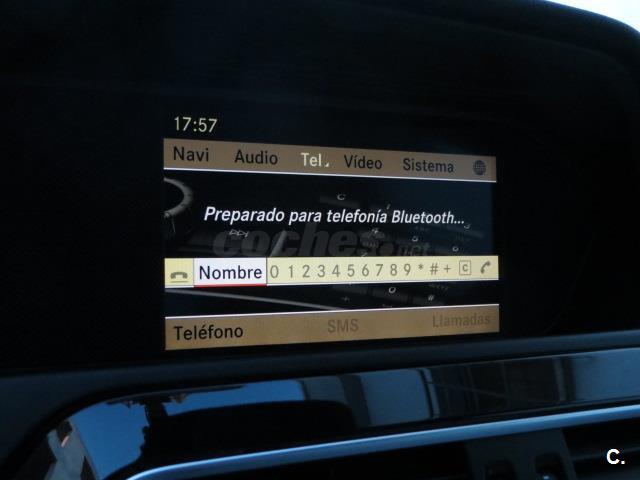 17:57
Navi Audio Tel. Vídeo Sistema
Preparado para telefonía Bluetooth...
coches.net
Nombre 0 1 2 3 4 5 6 7 8 9 * # + C
Teléfono SMS Llamadas
C.